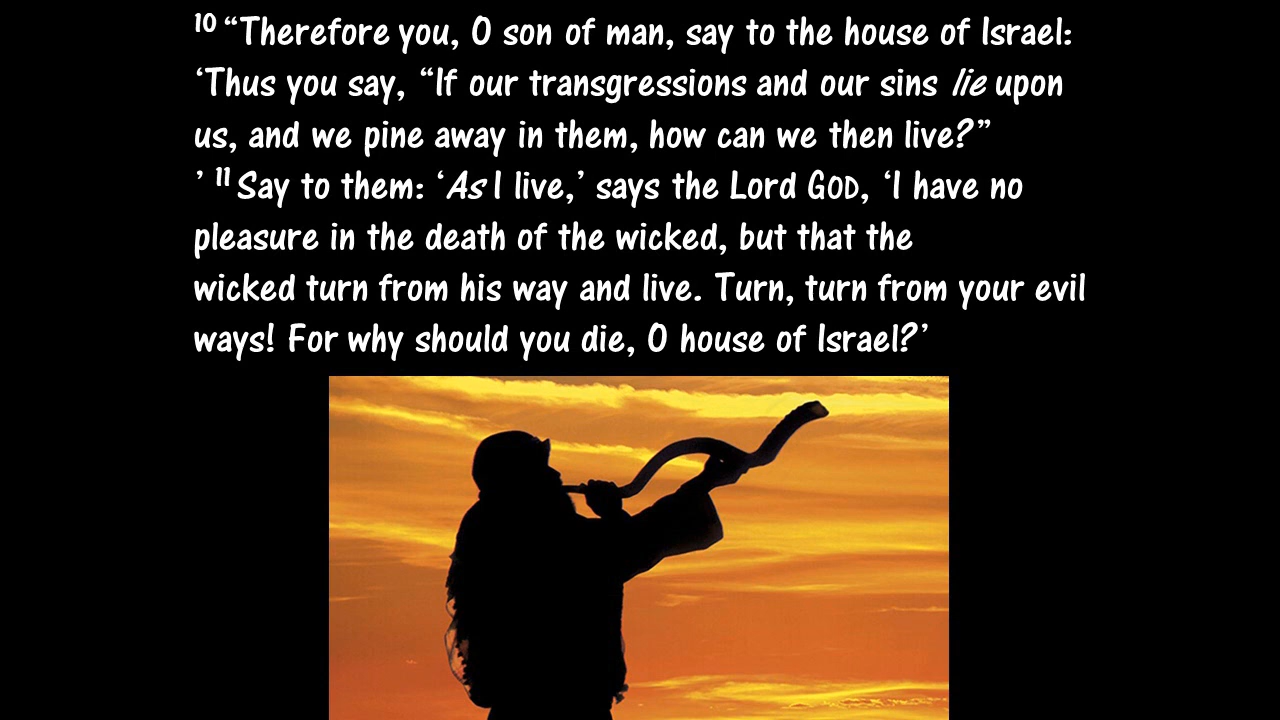 10 “Therefore you, O son of man, say to the house of Israel:
‘Thus you say, “If our transgressions and our sins lie upon
us, and we pine away in them, how can we then live?”
’ 11 Say to them: ‘As I live,’ says the Lord GOD, ‘I have no
pleasure in the death of the wicked, but that the
wicked turn from his way and live. Turn, turn from your evil
ways! For why should you die, O house of Israel?’